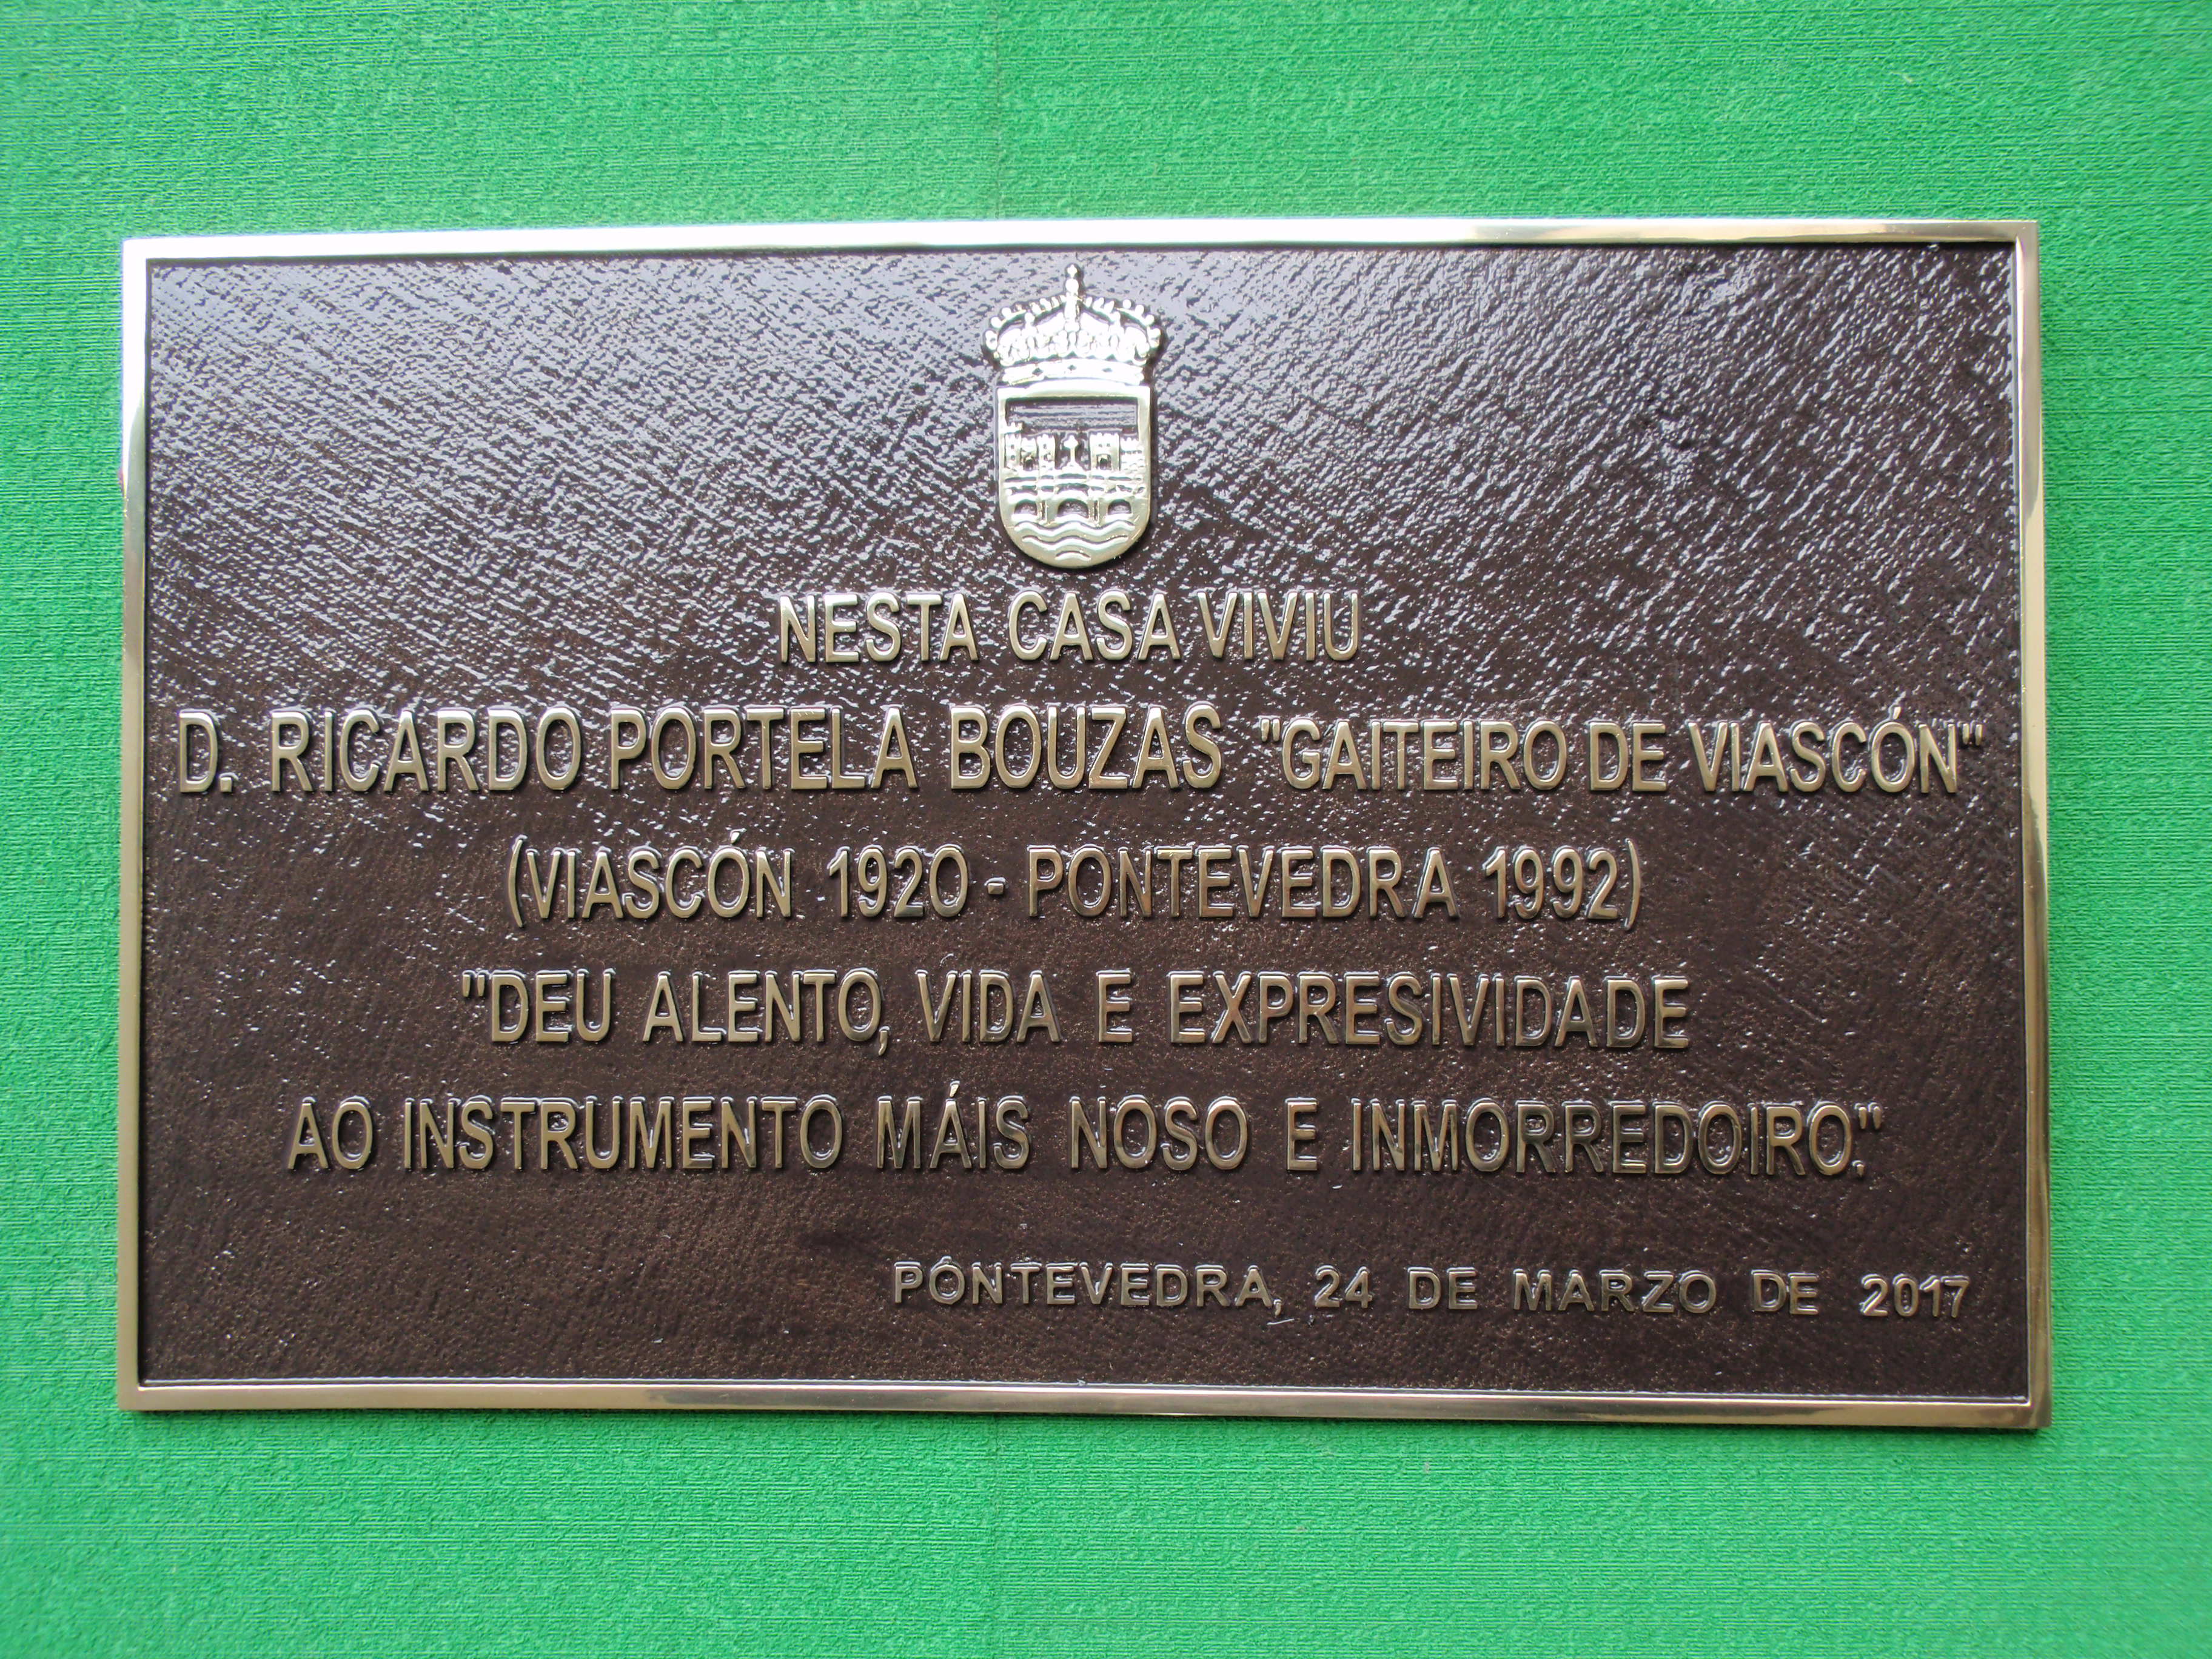 NESTA CASA VIVIU
D. RICARDO PORTELA BOUZAS "GAITEIRO DE VIASCÓN"
(VIASCÓN 1920 - PONTEVEDRA 1992)
"DEU ALENTO, VIDA E EXPRESIVIDADE
AO INSTRUMENTO MÁIS NOSO E INMORREDOIRO."
PONTEVEDRA, 24 DE MARZO DE 2017